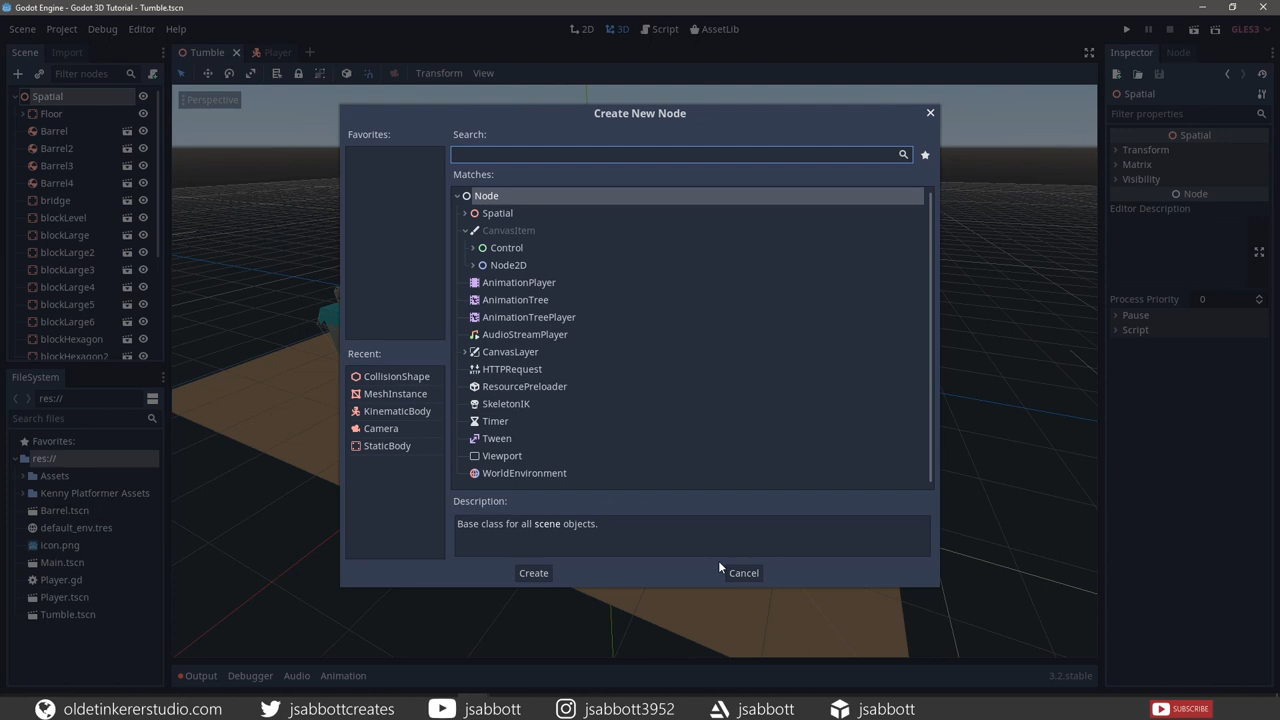 Godot Engine - Godot 3D Tutorial - Tumble.tscn
Scene Project Debug Editor Help
2D 3D Script AssetLib
GLES3
Scene Import
Tumble Player
Inspector Node
Filter nodes
Transform View
Perspective
Spatial
Floor
Barrel
Barrel2
Barrel3
Barrel4
bridge
blockLevel
blockLarge
blockLarge2
blockLarge3
blockLarge4
blockLarge5
blockLarge6
blockHexagon
blockHexagon2
FileSystem
res://
Search files
Favorites:
res://
Assets
Kenny Platformer Assets
Barrel.tscn
default_env.tres
icon.png
Main.tscn
Player.gd
Player.tscn
Tumble.tscn
Create New Node
Favorites:
Search:
Matches:
Node
Spatial
CanvasItem
Control
Node2D
AnimationPlayer
AnimationTree
AnimationTreePlayer
AudioStreamPlayer
CanvasLayer
HTTPRequest
ResourcePreloader
SkeletonIK
Timer
Tween
Viewport
WorldEnvironment
Recent:
CollisionShape
MeshInstance
KinematicBody
Camera
StaticBody
Description:
Base class for all scene objects.
Create Cancel
Spatial
Filter properties
Spatial
Transform
Matrix
Visibility
Node
Editor Description
Process Priority 0
Pause
Script
Output Debugger Audio Animation
3.2.stable
oldetinkererstudio.com jsabbottcreates jsabbott jsabbott3952 jsabbott jsabbott SUBSCRIBE